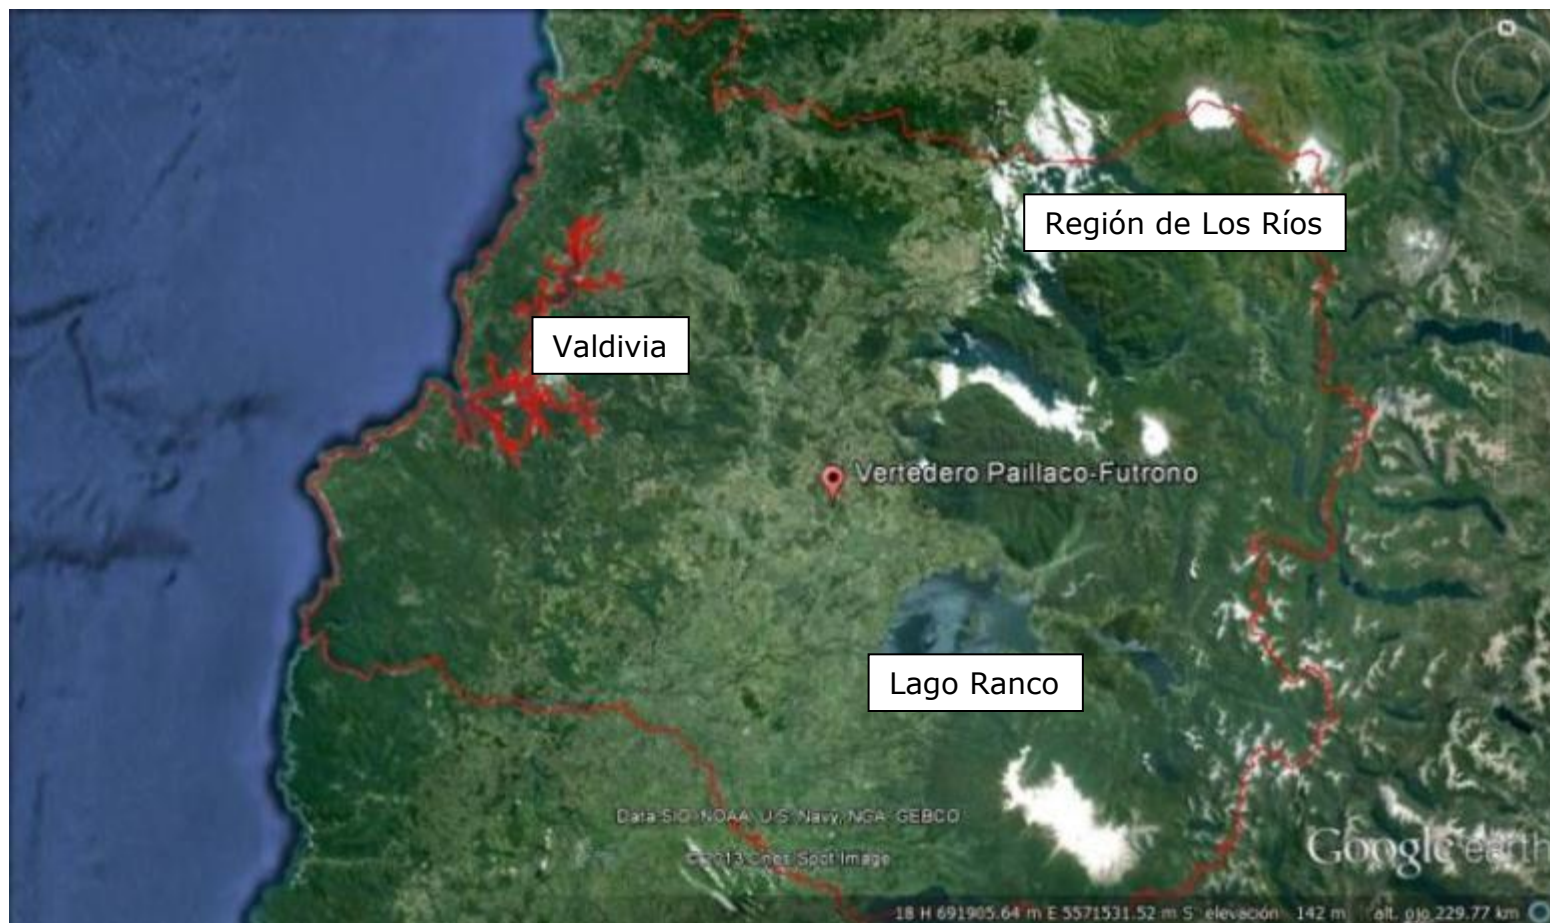 N
Región de Los Ríos
Valdivia
Vertedero Paillaco-Futrono
Lago Ranco
Data SIO, NOAA, U.S. Navy, NGA, GEBCO
© 2013 Cnes/Spot Image
Google earth
18 H 691905.64 m E 5571531.52 m S elevación 142 m alt. ojo 229.77 km